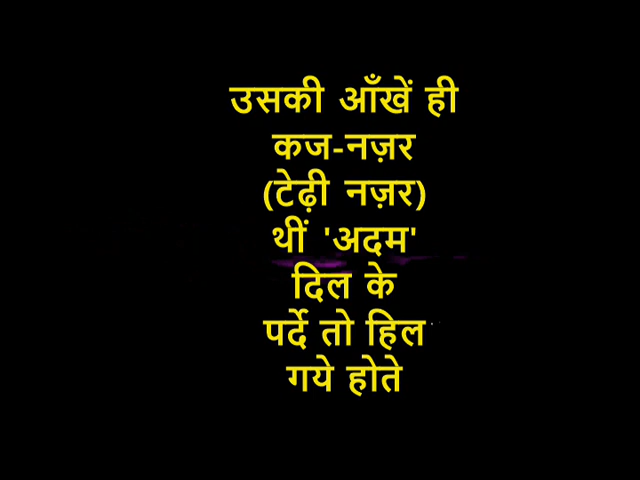 उसकी आँखें ही
कज-नज़र
(टेढ़ी नज़र)
थीं 'अदम'
दिल के
पर्दे तो हिल
गये होते